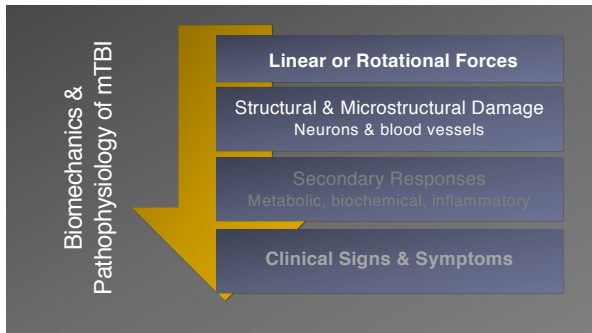 Biomechanics &
Pathophysiology of mTBI
Linear or Rotational Forces
Structural & Microstructural Damage
Neurons & blood vessels
Secondary Responses
Metabolic, biochemical, inflammatory
Clinical Signs & Symptoms